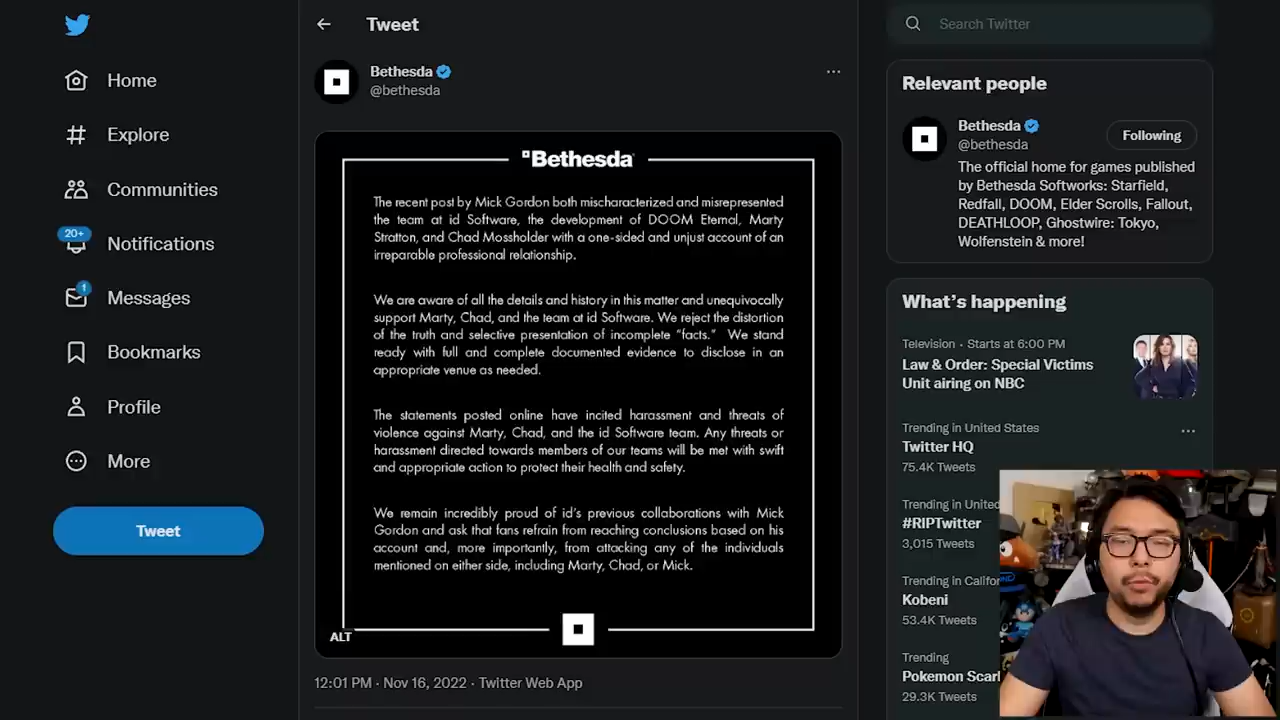 Home
Explore
Communities
20+
Notifications
1
Messages
Bookmarks
Profile
More
Tweet
Tweet
Bethesda
@bethesda
Bethesda
The recent post by Mick Gordon both mischaracterized and misrepresented
the team at id Software, the development of DOOM Eternal, Marty
Stratton, and Chad Mossholder with a one-sided and unjust account of an
irreparable professional relationship.
We are aware of all the details and history in this matter and unequivocally
support Marty, Chad, and the team at id Software. We reject the distortion
of the truth and selective presentation of incomplete “facts.” We stand
ready with full and complete documented evidence to disclose in an
appropriate venue as needed.
The statements posted online have incited harassment and threats of
violence against Marty, Chad, and the id Software team. Any threats or
harassment directed towards members of our teams will be met with swift
and appropriate action to protect their health and safety.
We remain incredibly proud of id’s previous collaborations with Mick
Gordon and ask that fans refrain from reaching conclusions based on his
account and, more importantly, from attacking any of the individuals
mentioned on either side, including Marty, Chad, or Mick.
ALT
12:01 PM · Nov 16, 2022 · Twitter Web App
Search Twitter
Relevant people
Bethesda
@bethesda
Following
The official home for games published
by Bethesda Softworks: Starfield,
Redfall, DOOM, Elder Scrolls, Fallout,
DEATHLOOP, Ghostwire: Tokyo,
Wolfenstein & more!
What’s happening
Television · Starts at 6:00 PM
Law & Order: Special Victims
Unit airing on NBC
Trending in United States
Twitter HQ
75.4K Tweets
Trending in United
#RIPTwitter
3,015 Tweets
Trending in Califor
Kobeni
53.4K Tweets
Trending
Pokemon Scarl
29.3K Tweets